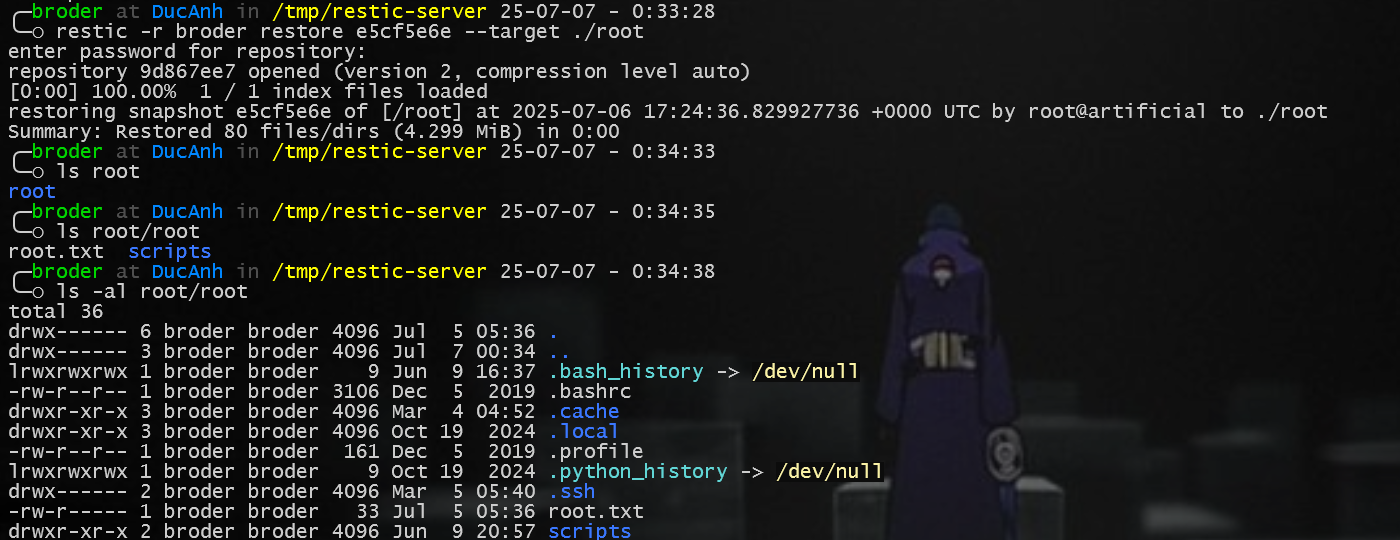 ╭─broder at DucAnh in /tmp/restic-server 25-07-07 - 0:33:28
╰─○ restic -r broder restore e5cf5e6e --target ./root
enter password for repository:
repository 9d867ee7 opened (version 2, compression level auto)
[0:00] 100.00%  1 / 1 index files loaded
restoring snapshot e5cf5e6e of [/root] at 2025-07-06 17:24:36.829927736 +0000 UTC by root@artificial to ./root
Summary: Restored 80 files/dirs (4.299 MiB) in 0:00
╭─broder at DucAnh in /tmp/restic-server 25-07-07 - 0:34:33
╰─○ ls root
root
╭─broder at DucAnh in /tmp/restic-server 25-07-07 - 0:34:35
╰─○ ls root/root
root.txt  scripts
╭─broder at DucAnh in /tmp/restic-server 25-07-07 - 0:34:38
╰─○ ls -al root/root
total 36
drwx------ 6 broder broder 4096 Jul  5 05:36 .
drwx------ 3 broder broder 4096 Jul  7 00:34 ..
lrwxrwxrwx 1 broder broder    9 Jun  9 16:37 .bash_history -> /dev/null
-rw-r--r-- 1 broder broder 3106 Dec  5  2019 .bashrc
drwxr-xr-x 3 broder broder 4096 Mar  4 04:52 .cache
drwxr-xr-x 3 broder broder 4096 Oct 19  2024 .local
-rw-r--r-- 1 broder broder  161 Dec  5  2019 .profile
lrwxrwxrwx 1 broder broder    9 Oct 19  2024 .python_history -> /dev/null
drwx------ 2 broder broder 4096 Mar  5 05:40 .ssh
-rw-r----- 1 broder broder   33 Jul  5 05:36 root.txt
drwxr-xr-x 2 broder broder 4096 Jun  9 20:57 scripts